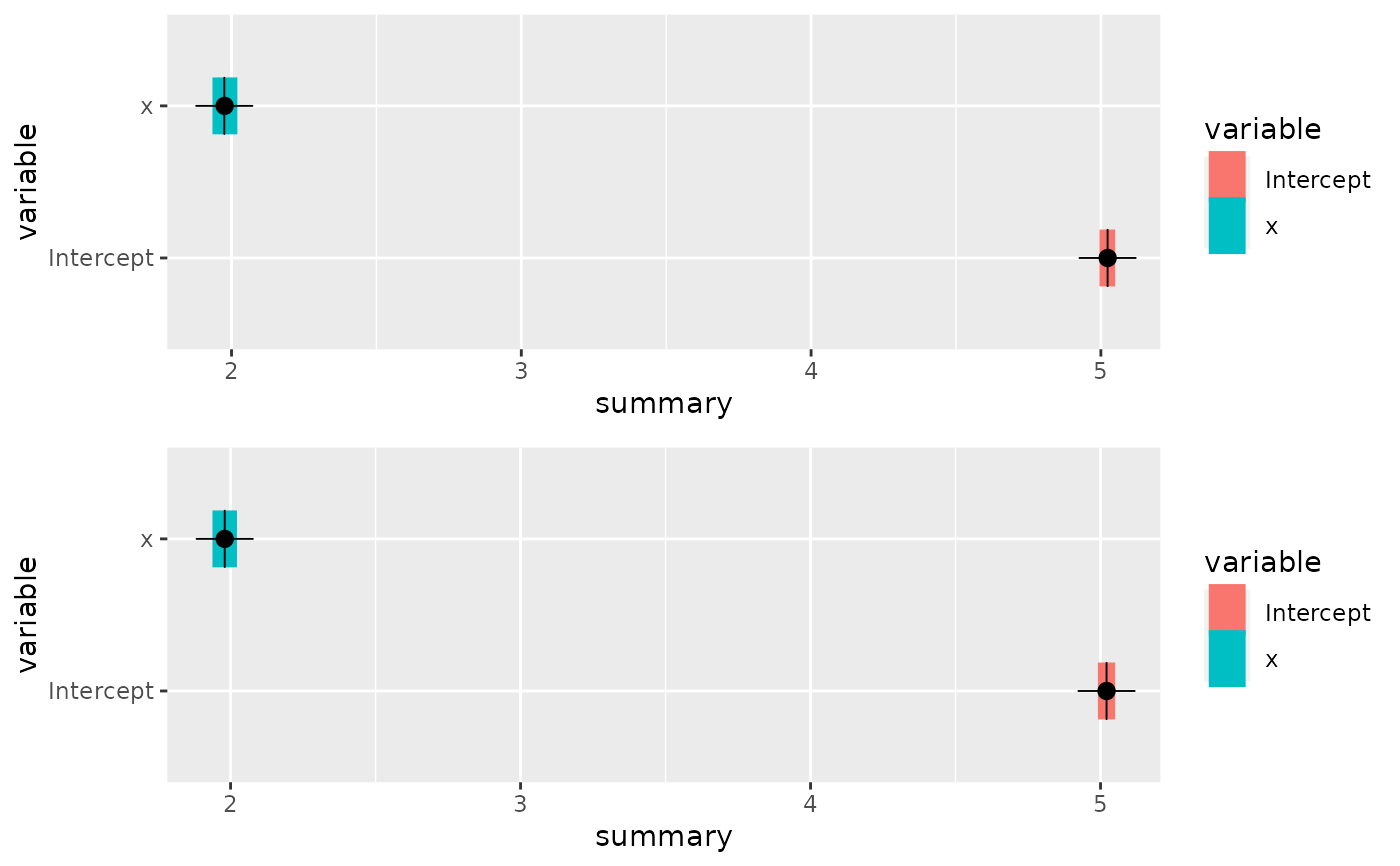 variable
x
Intercept
2 3 4 5
summary
variable
Intercept
x
variable
x
Intercept
2 3 4 5
summary
variable
Intercept
x